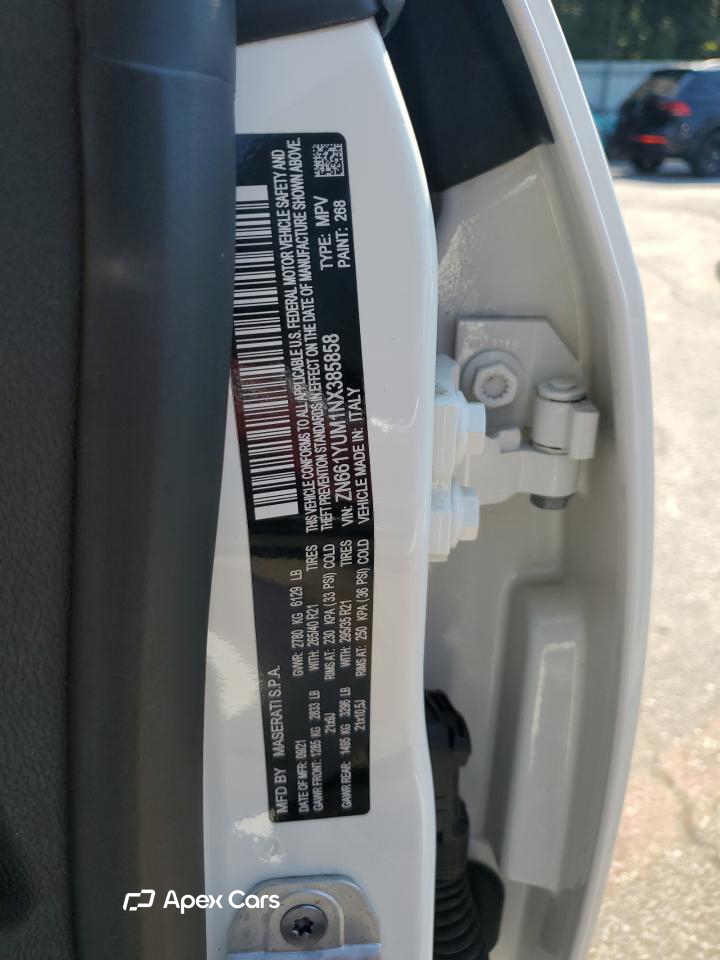 MFD BY MASERATI S.P.A.
DATE OF MFR: 09/21 GVWR: 2780 KG 6129 LB
GAWR FRONT: 1285 KG 2833 LB WITH: 265/40 R21 TIRES
21x9J RIMS AT: 230 KPA (33 PSI) COLD
GAWR REAR: 1495 KG 3296 LB WITH: 295/35 R21 TIRES
21x10,5J RIMS AT: 250 KPA (36 PSI) COLD
THIS VEHICLE CONFORMS TO ALL APPLICABLE U.S. FEDERAL MOTOR VEHICLE SAFETY AND
THEFT PREVENTION STANDARDS IN EFFECT ON THE DATE OF MANUFACTURE SHOWN ABOVE.
VIN: ZN661YUM1NX385858 TYPE: MPV
VEHICLE MADE IN: ITALY PAINT: 268
Apex Cars